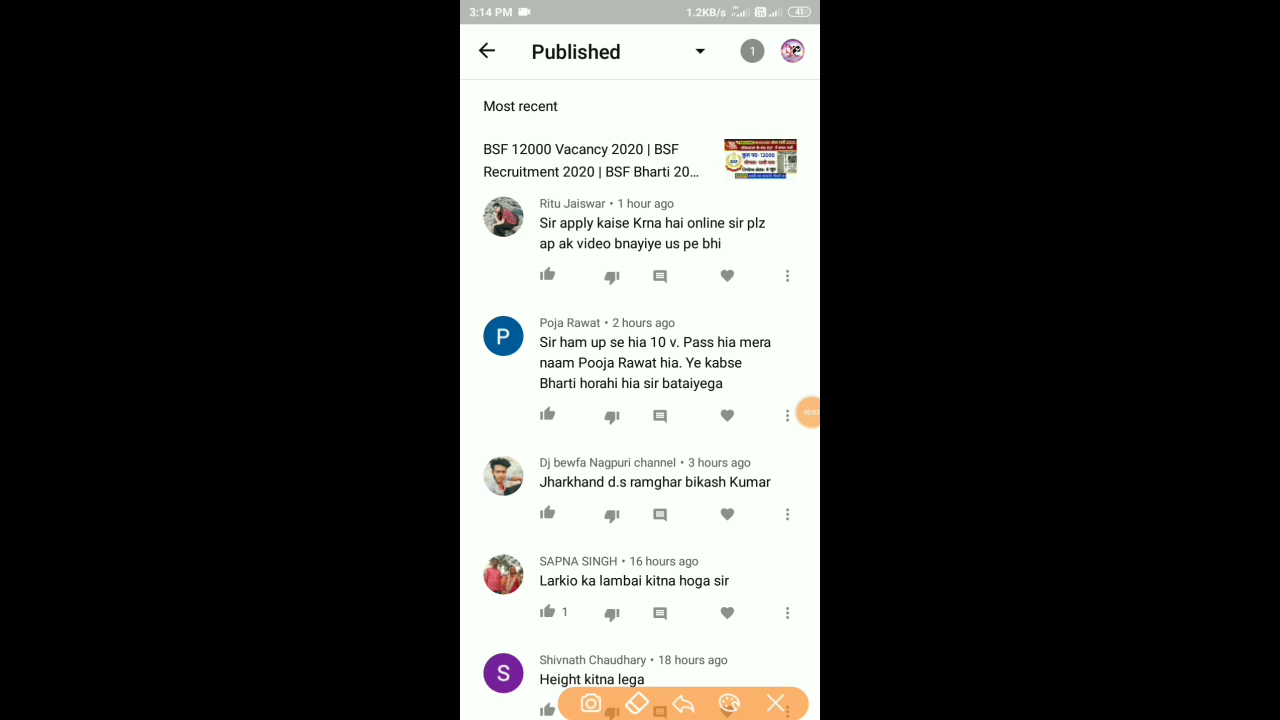 3:14 PM 1.2KB/s 41
Published 1
Most recent
BSF 12000 Vacancy 2020 | BSF
Recruitment 2020 | BSF Bharti 20...
कुल पद- 12000
Ritu Jaiswar • 1 hour ago
Sir apply kaise Krna hai online sir plz
ap ak video bnayiye us pe bhi
P
Poja Rawat • 2 hours ago
Sir ham up se hia 10 v. Pass hia mera
naam Pooja Rawat hia. Ye kabse
Bharti horahi hia sir bataiyega
Dj bewfa Nagpuri channel • 3 hours ago
Jharkhand d.s ramghar bikash Kumar
SAPNA SINGH • 16 hours ago
Larkio ka lambai kitna hoga sir
1
S
Shivnath Chaudhary • 18 hours ago
Height kitna lega